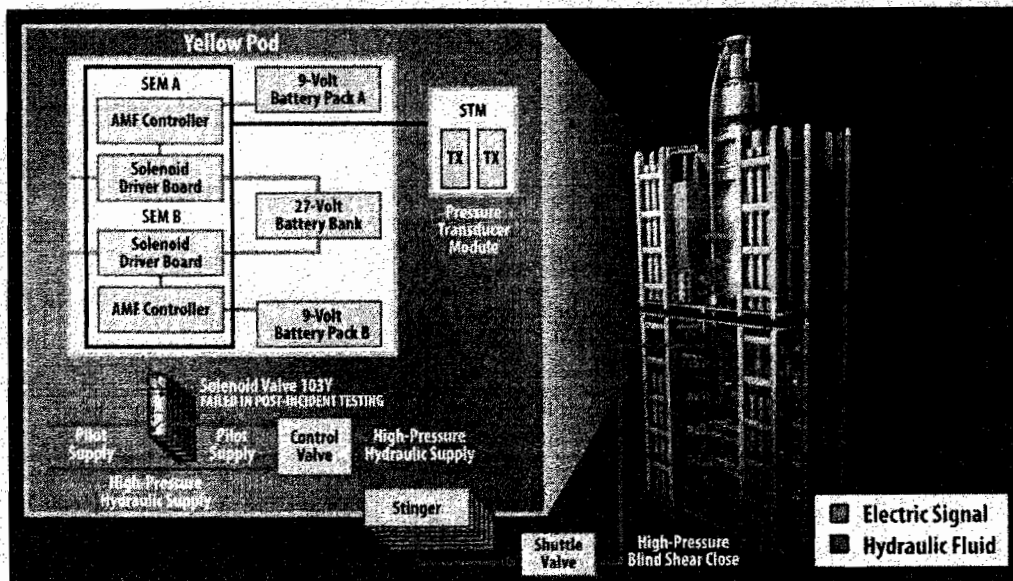 Yellow Pod
SEM A
AMF Controller
Solenoid
Driver Board
SEM B
Solenoid
Driver Board
AMF Controller
9-Volt
Battery Pack A
27-Volt
Battery Bank
9-Volt
Battery Pack B
STM
TX TX
Pressure
Transducer
Module
Solenoid Valve 103Y
FAILED IN POST-INCIDENT TESTING
Pilot
Supply
Pilot
Supply
Control
Valve
High-Pressure
Hydraulic Supply
High-Pressure
Hydraulic Supply
Stinger
Shuttle
Valve
High-Pressure
Blind Shear Close
Electric Signal
Hydraulic Fluid